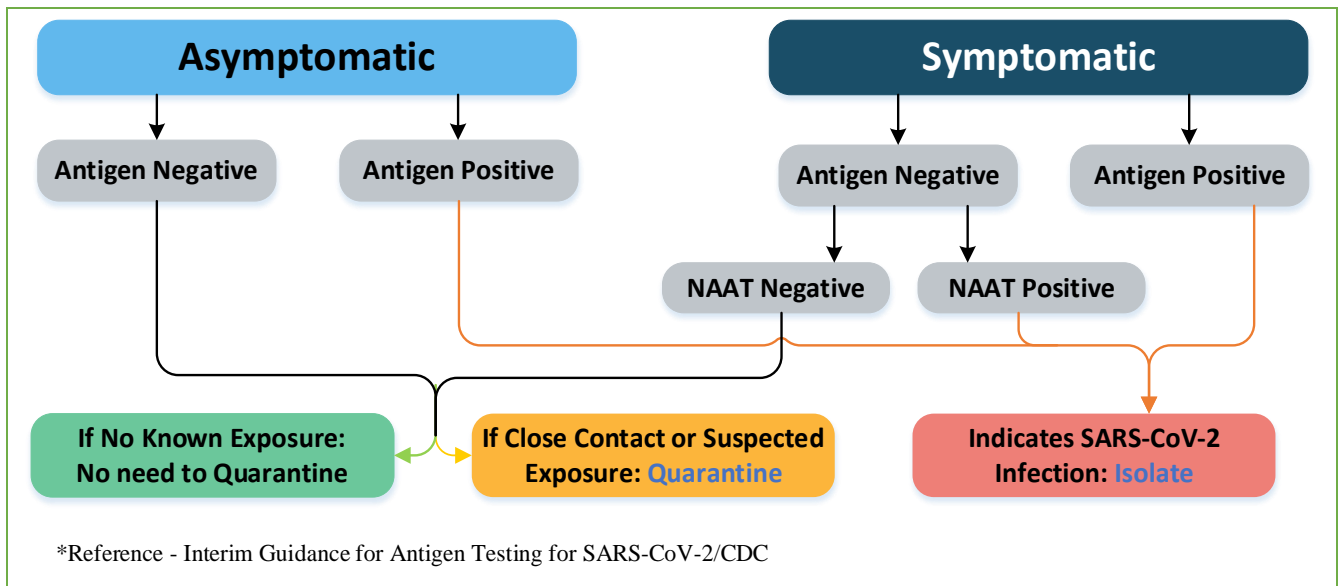 Asymptomatic
Symptomatic
Antigen Negative
Antigen Positive
Antigen Negative
Antigen Positive
NAAT Negative
NAAT Positive
If No Known Exposure:
No need to Quarantine
If Close Contact or Suspected
Exposure: Quarantine
Indicates SARS-CoV-2
Infection: Isolate
*Reference - Interim Guidance for Antigen Testing for SARS-CoV-2/CDC